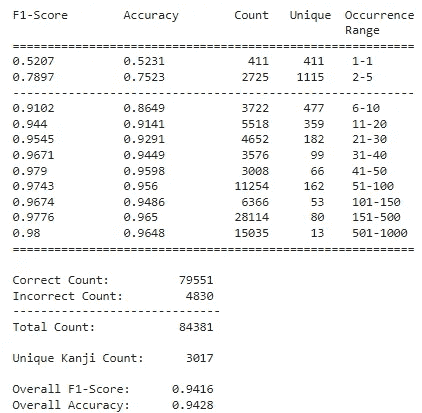 F1-Score Accuracy Count Unique Occurrence
Range
==========================================================
0.5207 0.5231 411 411 1-1
0.7897 0.7523 2725 1115 2-5
----------------------------------------------------------
0.9102 0.8649 3722 477 6-10
0.944 0.9141 5518 359 11-20
0.9545 0.9291 4652 182 21-30
0.9671 0.9449 3576 99 31-40
0.979 0.9598 3008 66 41-50
0.9743 0.956 11254 162 51-100
0.9674 0.9486 6366 53 101-150
0.9776 0.965 28114 80 151-500
0.98 0.9648 15035 13 501-1000
==========================================================
Correct Count: 79551
Incorrect Count: 4830
------------------------------
Total Count: 84381
Unique Kanji Count: 3017
Overall F1-Score: 0.9416
Overall Accuracy: 0.9428